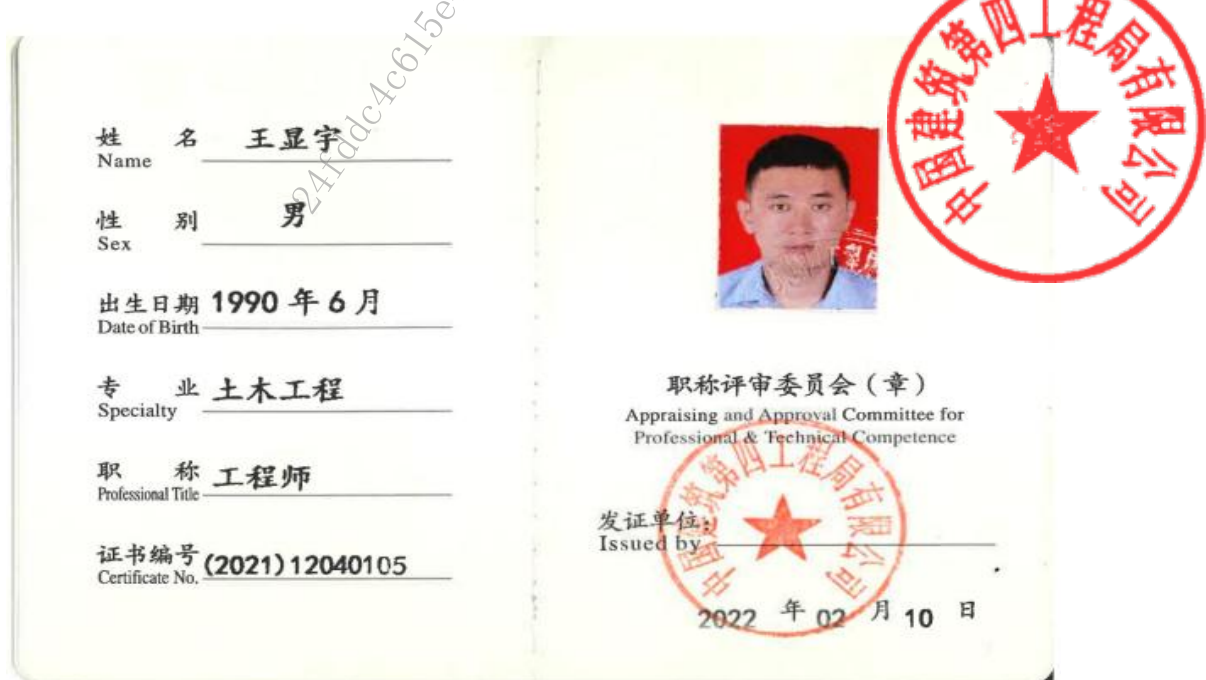 姓 名 王显宇
Name
性 别 男
Sex
出生日期 1990 年 6 月
Date of Birth
专 业 土木工程
Specialty
职 称 工程师
Professional Title
证书编号 (2021)12040105
Certificate No.
224fddc4c615e
中国建筑第四工程局有限公司
职称评审委员会（章）
Appraising and Approval Committee for
Professional & Technical Competence
中国建筑第四工程局有限公司
发证单位：
Issued by
2022 年 02 月 10 日